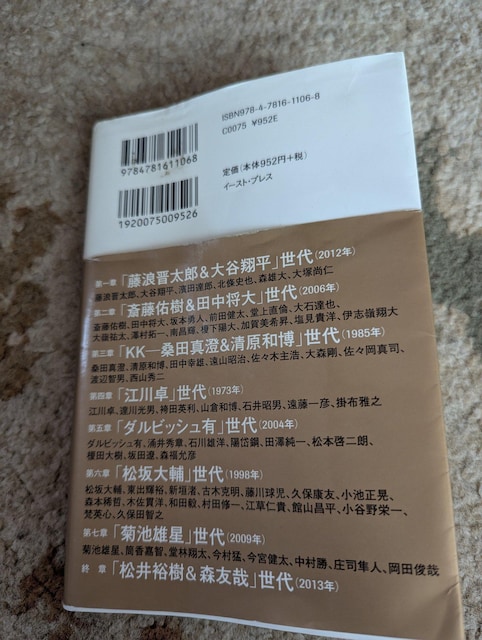 ISBN978-4-7816-1106-8
C0075 ¥952E
定価(本体952円+税)
イースト・プレス
9784781611068
1920075009526
第一章「藤浪晋太郎&大谷翔平」世代(2012年)
藤浪晋太郎、大谷翔平、濱田達郎、北條史也、森雄大、大塚尚仁
第二章「斎藤佑樹&田中将大」世代(2006年)
斎藤佑樹、田中将大、坂本勇人、前田健太、堂上直倫、大石達也、
大嶺祐太、澤村拓一、南昌輝、榎下陽大、加賀美希昇、塩見貴洋、伊志嶺翔大
第三章「KK―桑田真澄&清原和博」世代(1985年)
桑田真澄、清原和博、田中幸雄、遠山昭治、佐々木主浩、大森剛、佐々岡真司、
渡辺智男、西山秀二
第四章「江川卓」世代(1973年)
江川卓、達川光男、袴田英利、山倉和博、石井昭男、遠藤一彦、掛布雅之
第五章「ダルビッシュ有」世代(2004年)
ダルビッシュ有、涌井秀章、石川雄洋、陽岱鋼、田澤純一、松本啓二朗、
榎田大樹、坂田遼、森福允彦
第六章「松坂大輔」世代(1998年)
松坂大輔、東出輝裕、新垣渚、古木克明、藤川球児、久保康友、小池正晃、
森本稀哲、木佐貫洋、和田毅、村田修一、江草仁貴、館山昌平、小谷野栄一、
梵英心、久保田智之
第七章「菊池雄星」世代(2009年)
菊池雄星、筒香嘉智、堂林翔太、今村猛、今宮健太、中村勝、庄司隼人、岡田俊哉
終 章「松井裕樹&森友哉」世代(2013年)